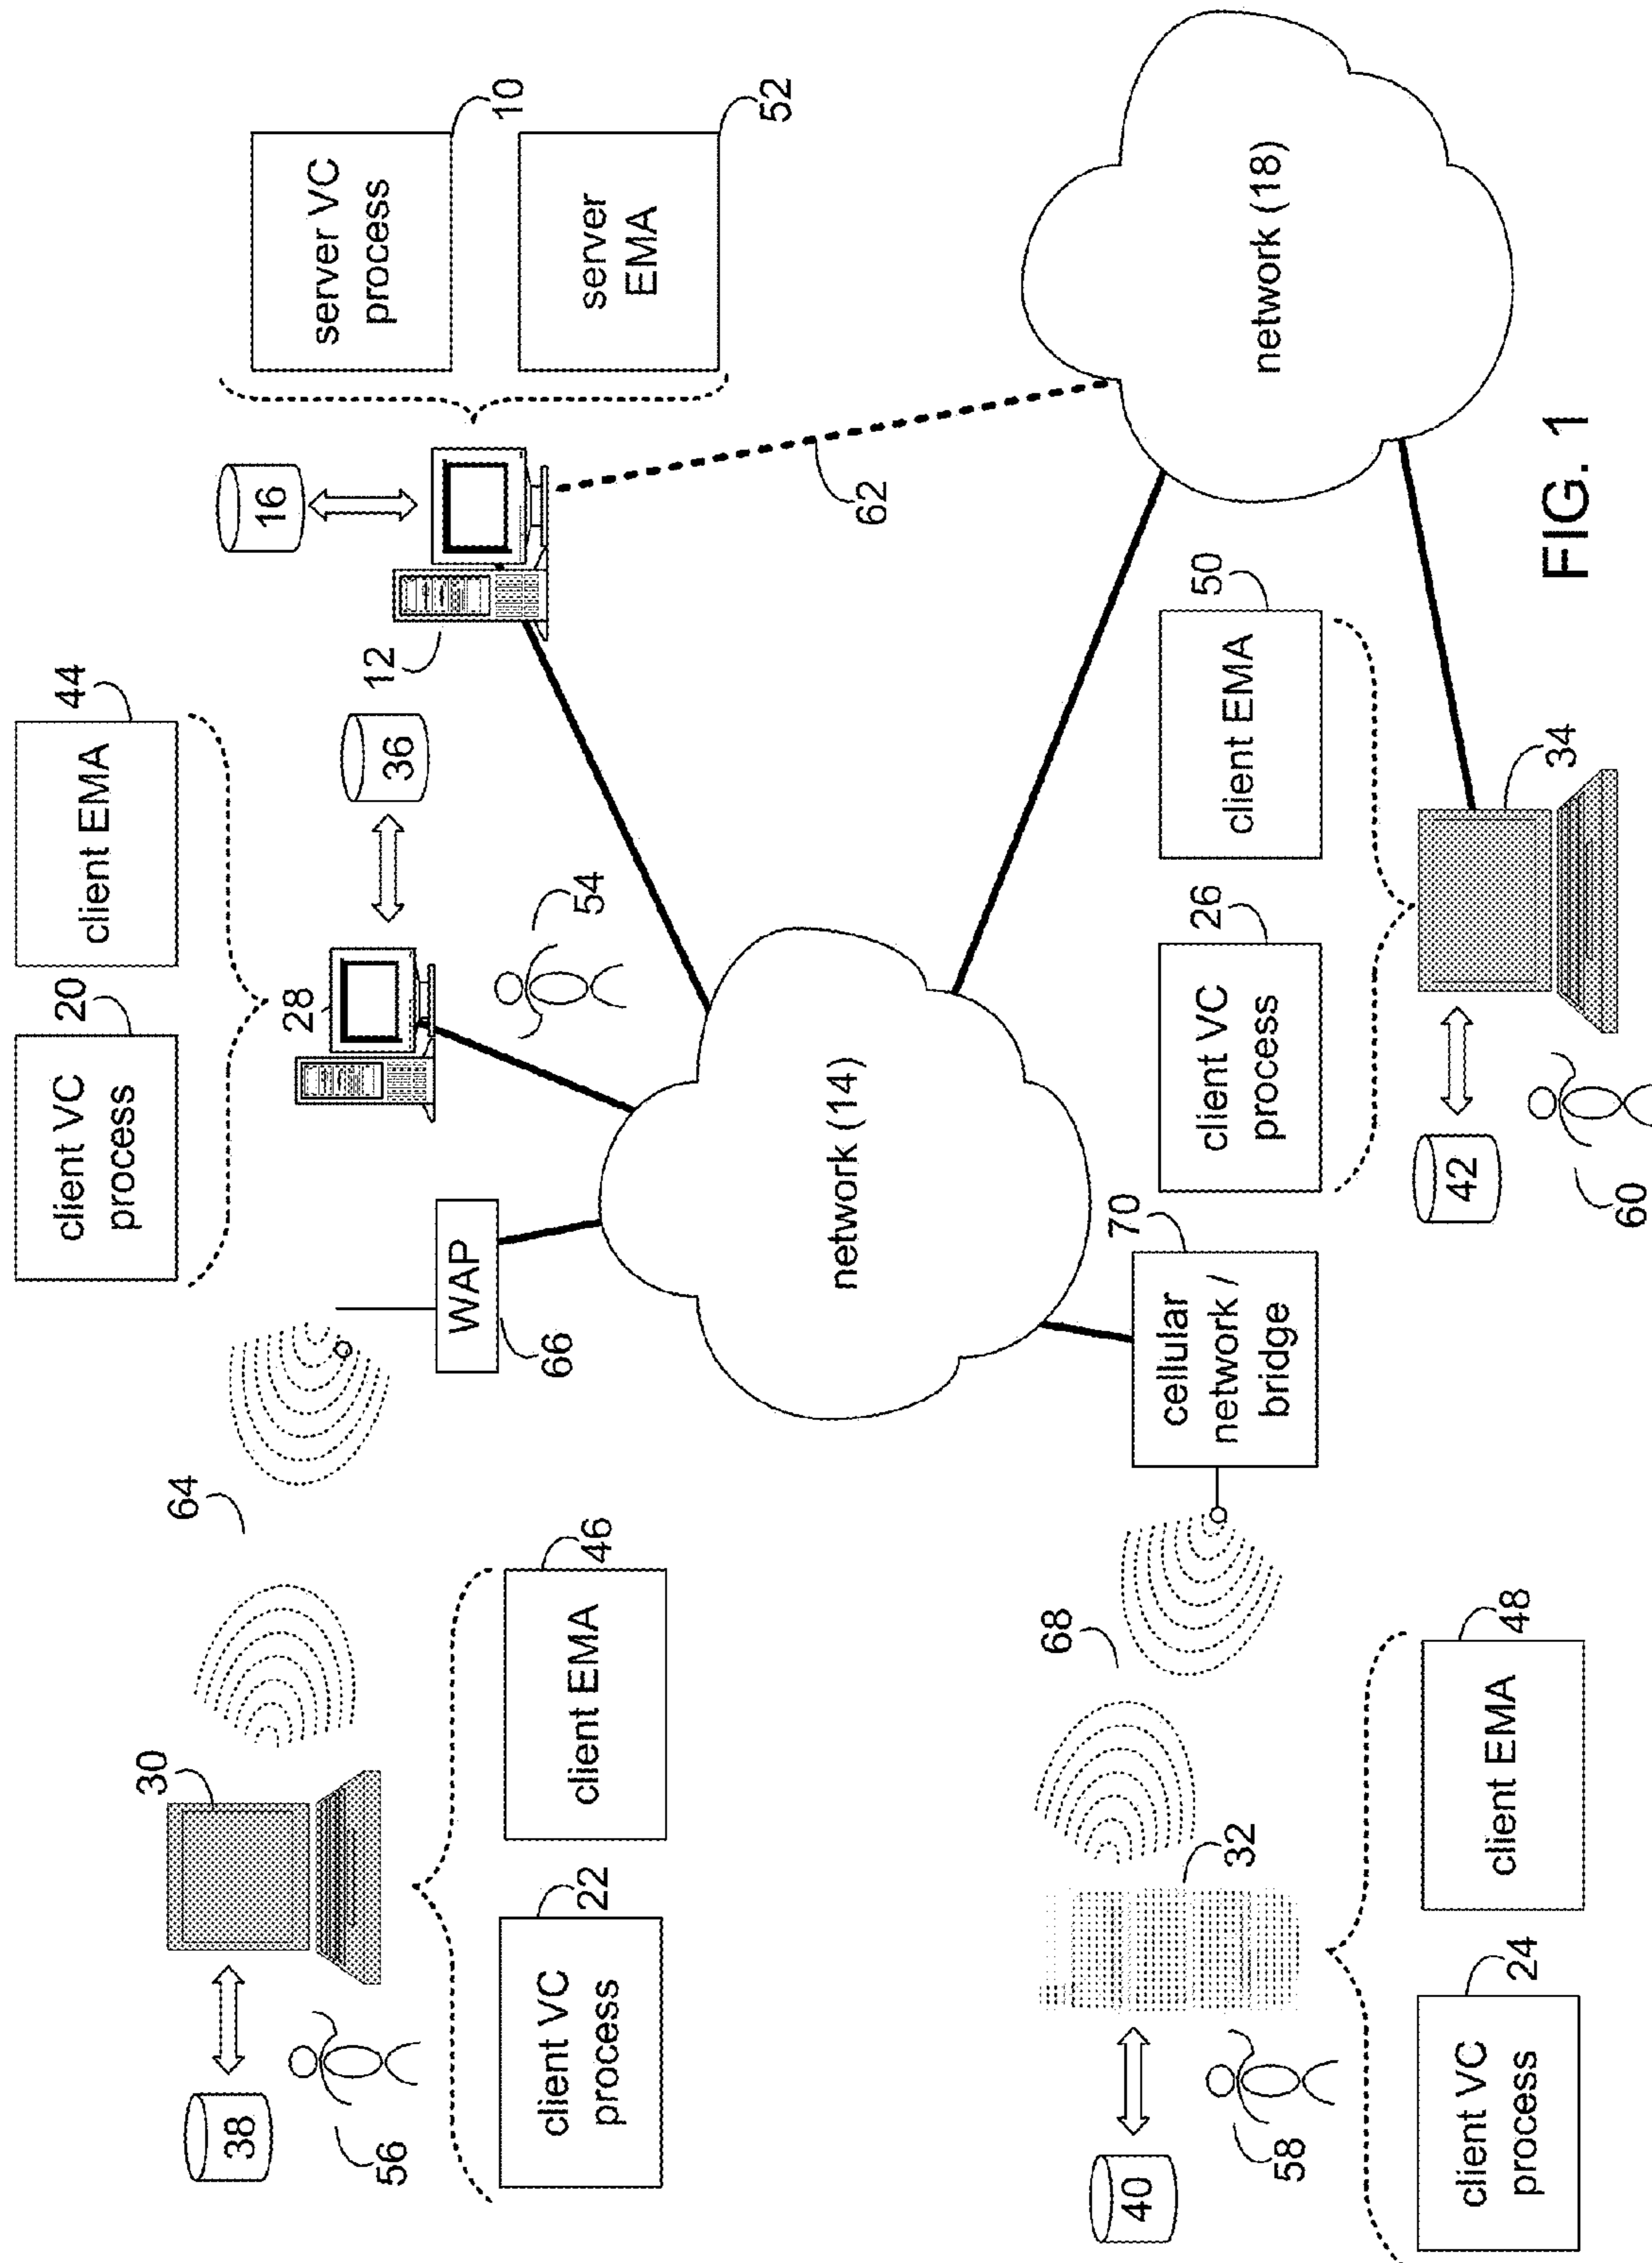 client VC
process
20
client EMA
44
38
30
64
56
28
36
16
12
server VC
process
10
client VC
process
22
client EMA
46
WAP
66
54
server
EMA
52
network (14)
62
40
58
32
68
cellular
network /
bridge
70
client VC
process
26
client EMA
50
network (18)
client VC
process
24
client EMA
48
42
60
34
FIG. 1